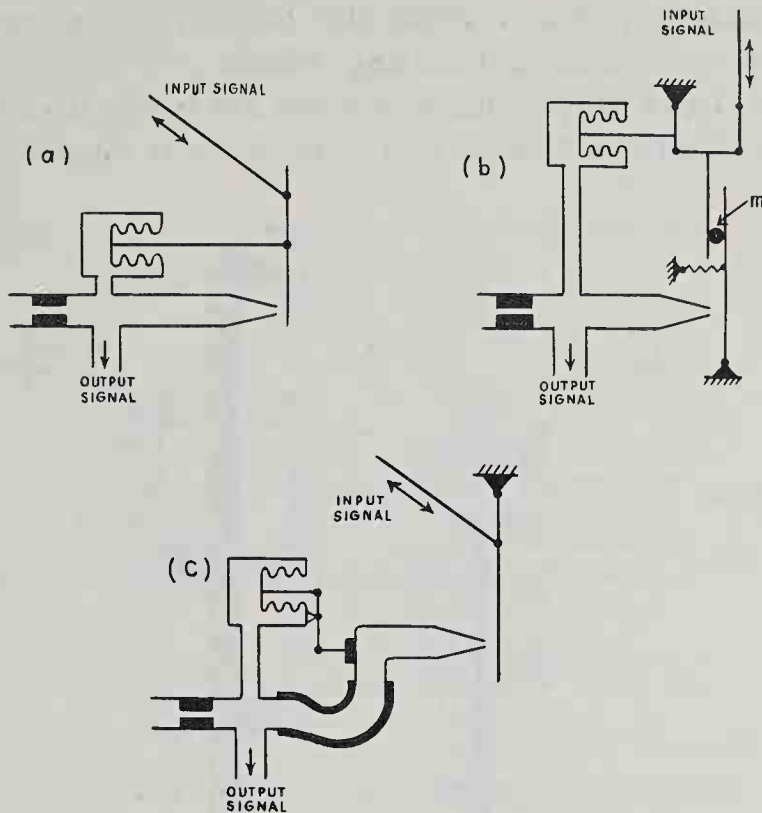 INPUT
SIGNAL
INPUT SIGNAL
(a)
(b)
m
OUTPUT
SIGNAL
OUTPUT
SIGNAL
INPUT
SIGNAL
(C)
OUTPUT
SIGNAL